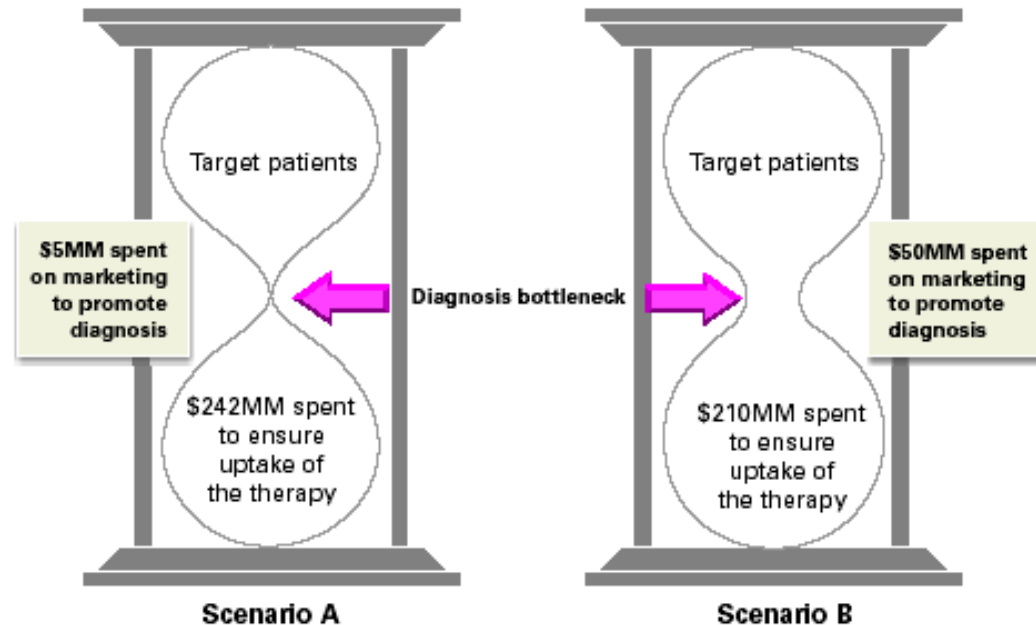 Target patients
$5MM spent
on marketing
to promote
diagnosis
$242MM spent
to ensure
uptake of
the therapy
Scenario A
Diagnosis bottleneck
Target patients
$50MM spent
on marketing
to promote
diagnosis
$210MM spent
to ensure
uptake of
the therapy
Scenario B